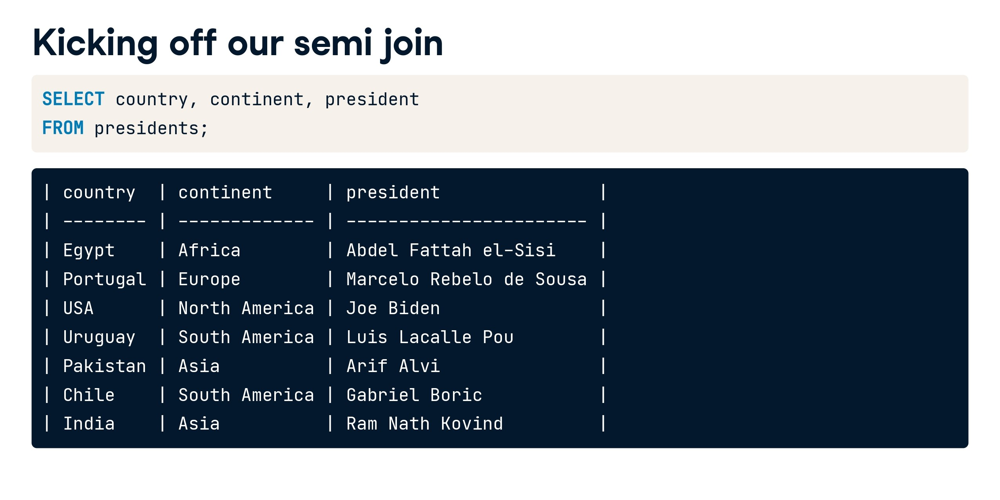 Kicking off our semi join
SELECT country, continent, president
FROM presidents;
| country  | continent     | president               |
| -------- | ------------- | ----------------------- |
| Egypt    | Africa        | Abdel Fattah el-Sisi    |
| Portugal | Europe        | Marcelo Rebelo de Sousa |
| USA      | North America | Joe Biden               |
| Uruguay  | South America | Luis Lacalle Pou        |
| Pakistan | Asia          | Arif Alvi               |
| Chile    | South America | Gabriel Boric           |
| India    | Asia          | Ram Nath Kovind         |